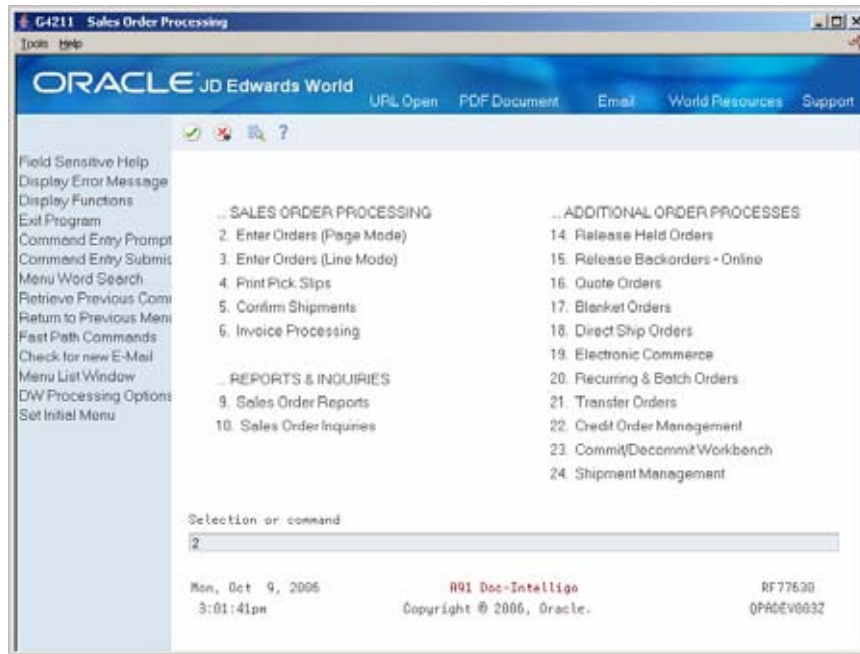 G4211 Sales Order Processing
Tools Help
ORACLE JD Edwards World
URL Open PDF Document Email World Resources Support
Field Sensitve Help
Display Error Message
Display Functions
Exit Program
Command Entry Prompt
Command Entry Submis
Menu Word Search
Retrieve Previous Com
Return to Previous Men
Fast Path Commands
Check for new E-Mail
Menu List Window
DW Processing Options
Set Initial Menu
... SALES ORDER PROCESSING
2. Enter Orders (Page Mode)
3. Enter Orders (Line Mode)
4. Print Pick Slips
5. Confirm Shipments
6. Invoice Processing
... REPORTS & INQUIRIES
9. Sales Order Reports
10. Sales Order Inquiries
... ADDITIONAL ORDER PROCESSES
14. Release Held Orders
15. Release Backorders - Online
16. Quote Orders
17. Blanket Orders
18. Direct Ship Orders
19. Electronic Commerce
20. Recurring & Batch Orders
21. Transfer Orders
22. Credit Order Management
23. Commit/Decommit Workbench
24. Shipment Management
Selection or command
2
Mon, Oct 9, 2006 A91 Doc-Intelligo RF77630
3:01:41pm Copyright © 2006, Oracle. QPADEV003Z